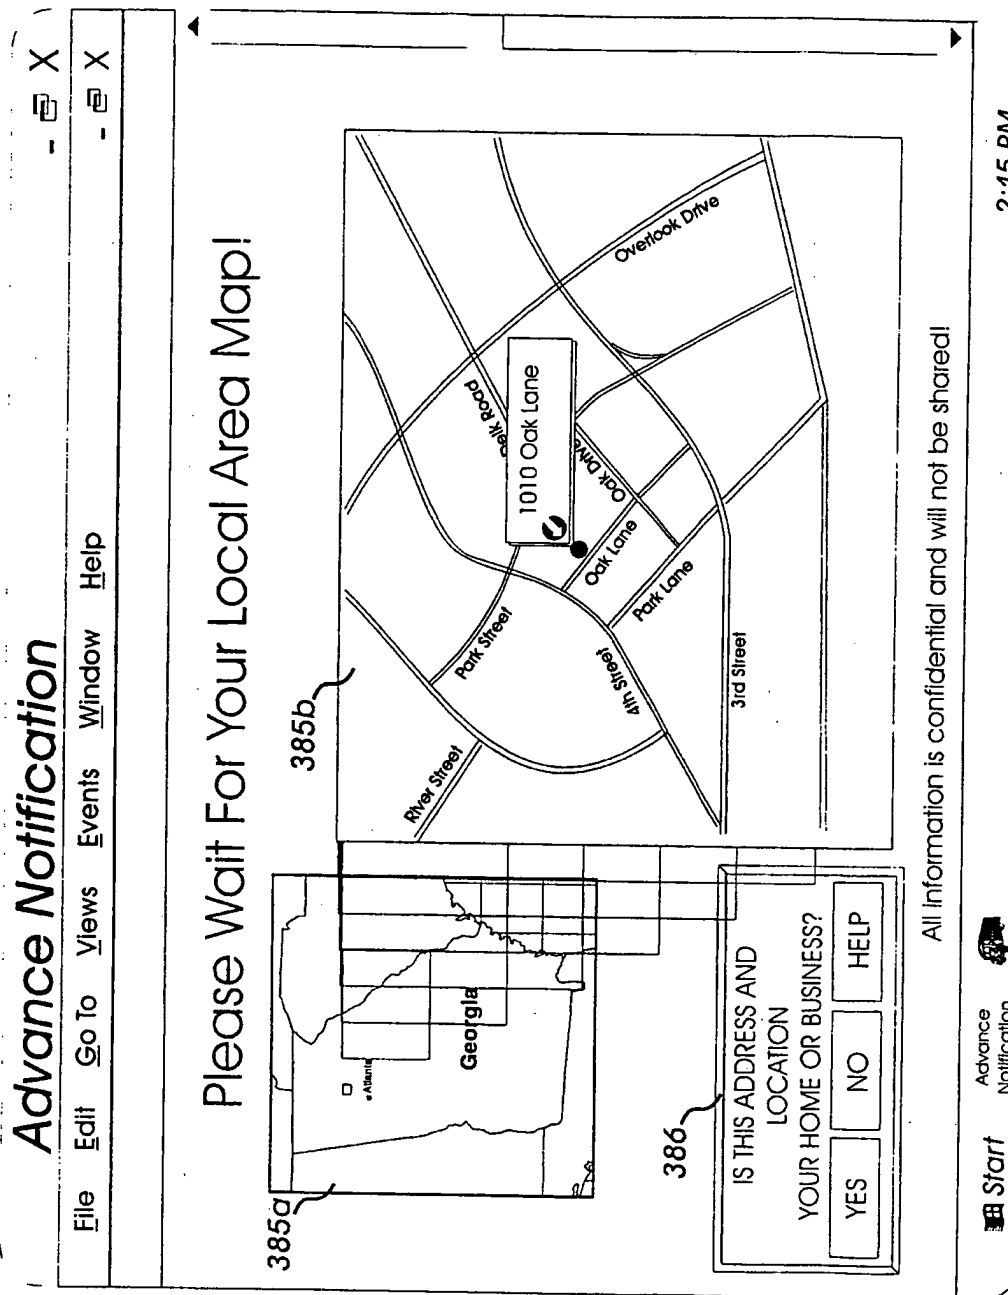 Advance Notification
File Edit Go To Views Events Window Help
Please Wait For Your Local Area Map!
385a
385b
Georgia
Atlanta
River Street
Park Street
4th Street
3rd Street
Park Lane
Oak Lane
Oak Drive
Road
1010 Oak Lane
Overlook Drive
386
IS THIS ADDRESS AND
LOCATION
YOUR HOME OR BUSINESS?
YES NO HELP
All information is confidential and will not be shared!
Start
Advance
Notification
2:15 PM